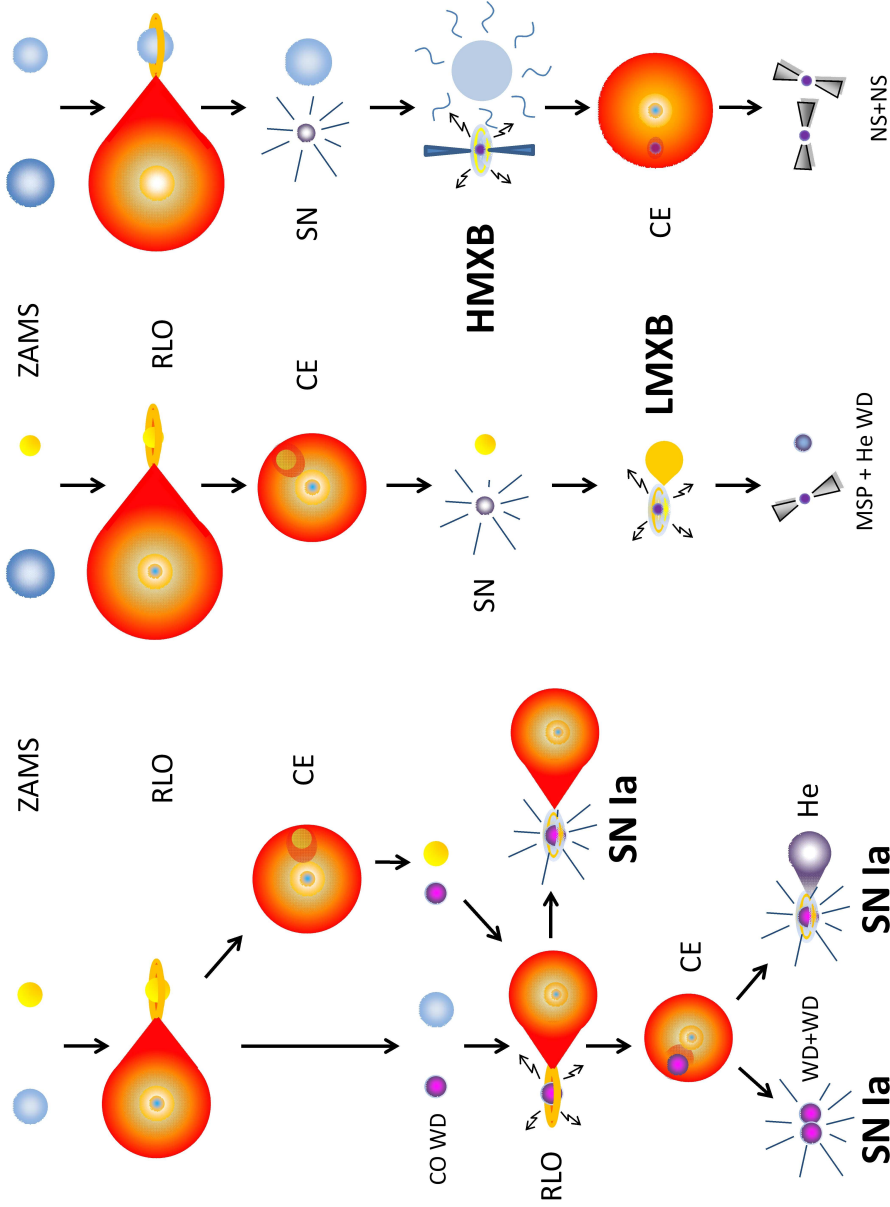 ZAMS
RLO
CE
CO WD
RLO
SN Ia
CE
WD+WD
He
SN Ia
SN Ia
ZAMS
RLO
CE
SN
LMXB
MSP + He WD
SN
HMXB
CE
NS+NS